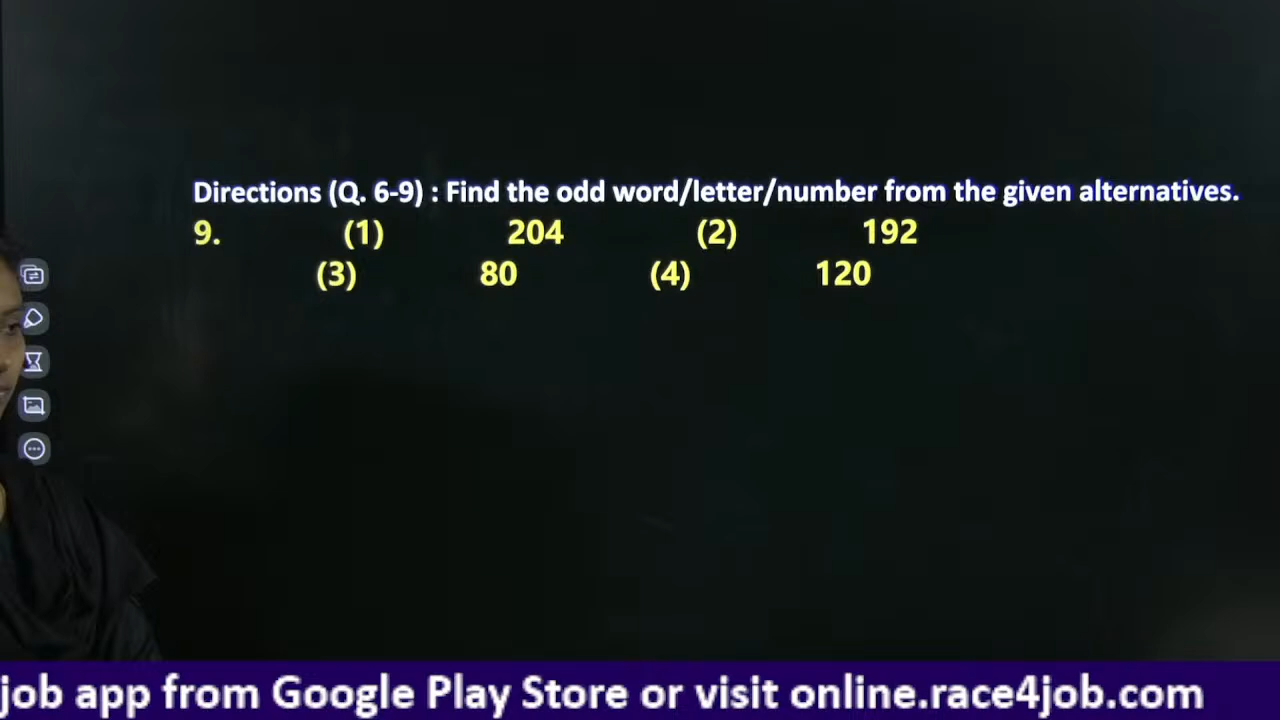 Directions (Q. 6-9) : Find the odd word/letter/number from the given alternatives.
9. (1) 204 (2) 192
(3) 80 (4) 120
job app from Google Play Store or visit online.race4job.com